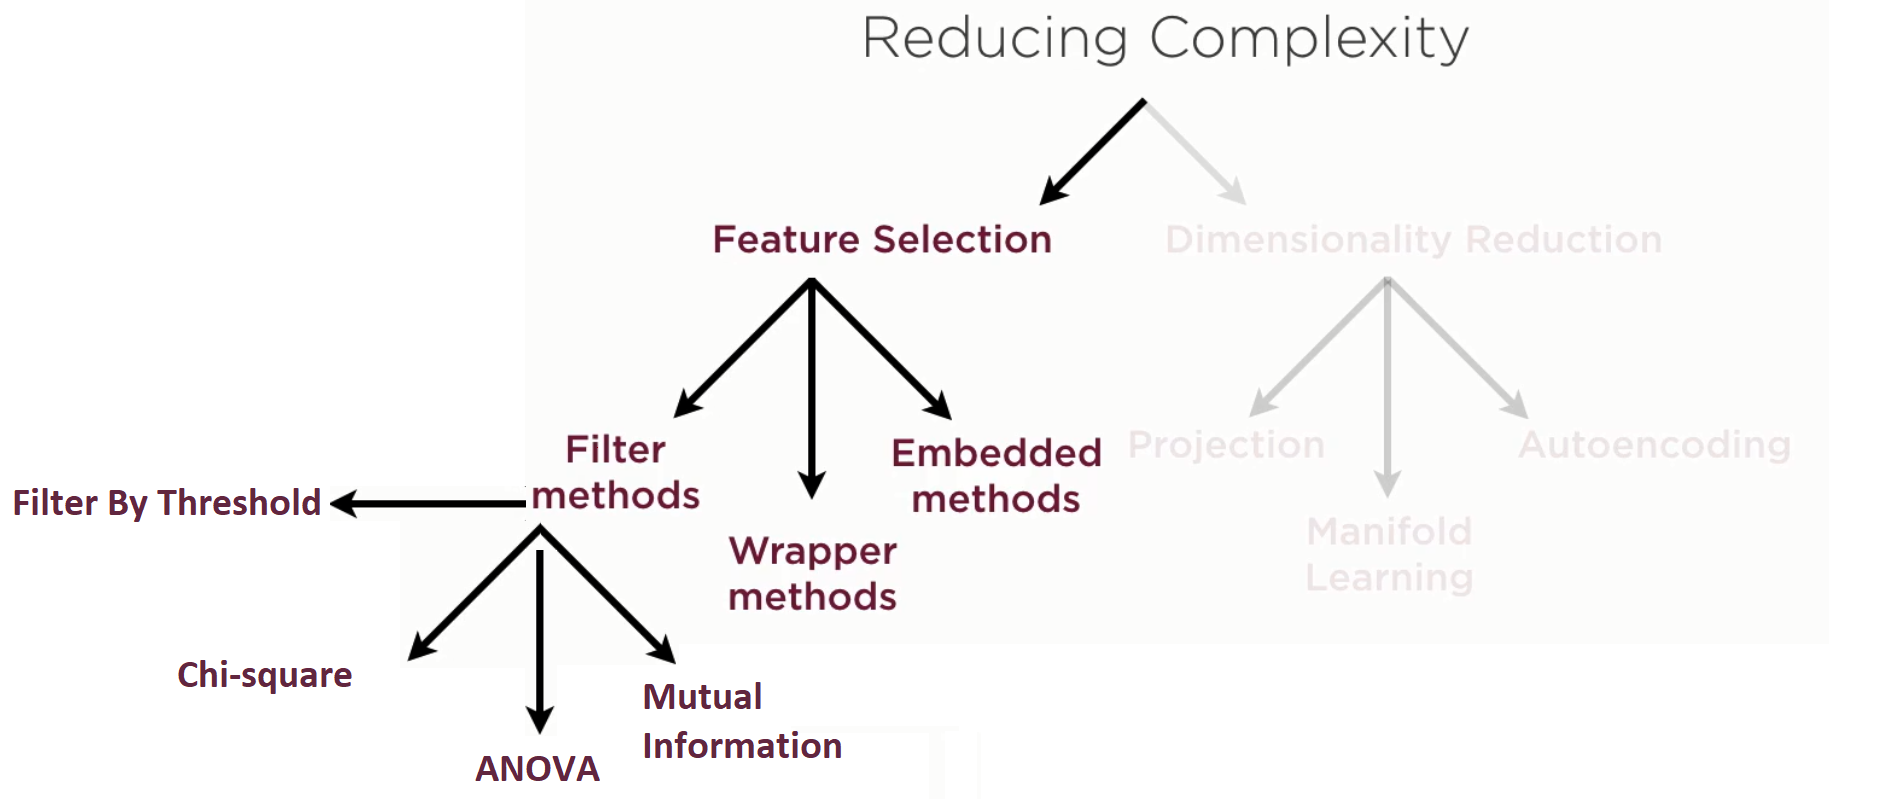 Reducing Complexity
Feature Selection
Dimensionality Reduction
Filter
methods
Wrapper
methods
Embedded
methods
Projection
Manifold
Learning
Autoencoding
Filter By Threshold
Chi-square
ANOVA
Mutual
Information